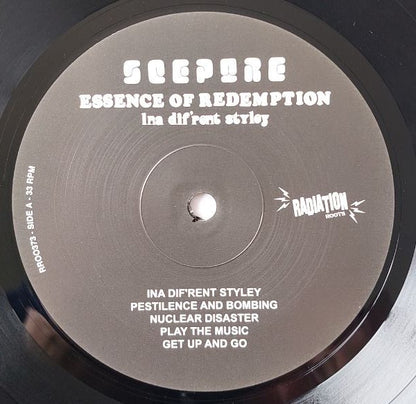 SCEPTRE
ESSENCE OF REDEMPTION
ina dif'rent styley
RADIATION
ROOTS
RROO373 - SIDE A - 33 RPM
INA DIF'RENT STYLEY
PESTILENCE AND BOMBING
NUCLEAR DISASTER
PLAY THE MUSIC
GET UP AND GO